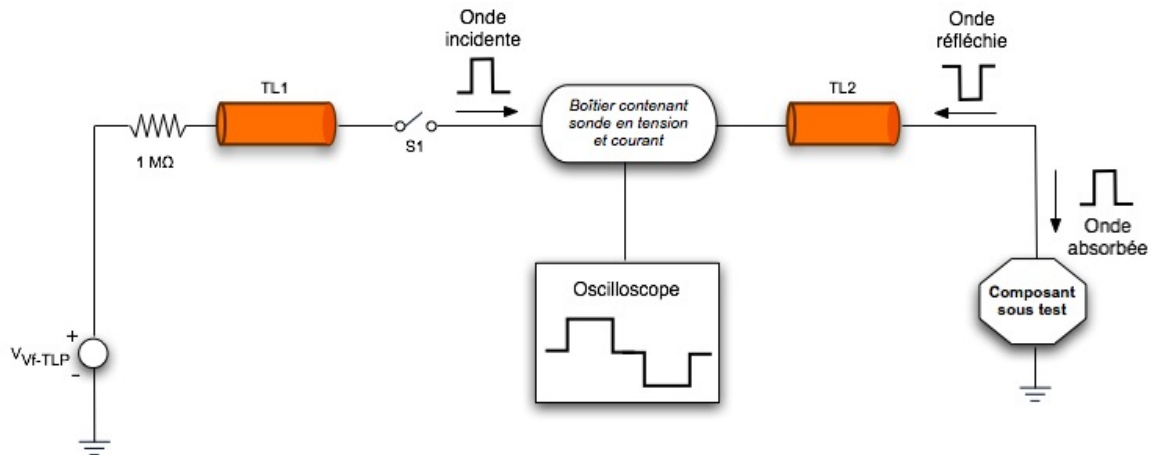 Onde
incidente
Onde
réfléchie
TL1
TL2
1 MΩ
S1
Boîtier contenant
sonde en tension
et courant
Onde
absorbée
Oscilloscope
Composant
sous test
+
VVf-TLP
-